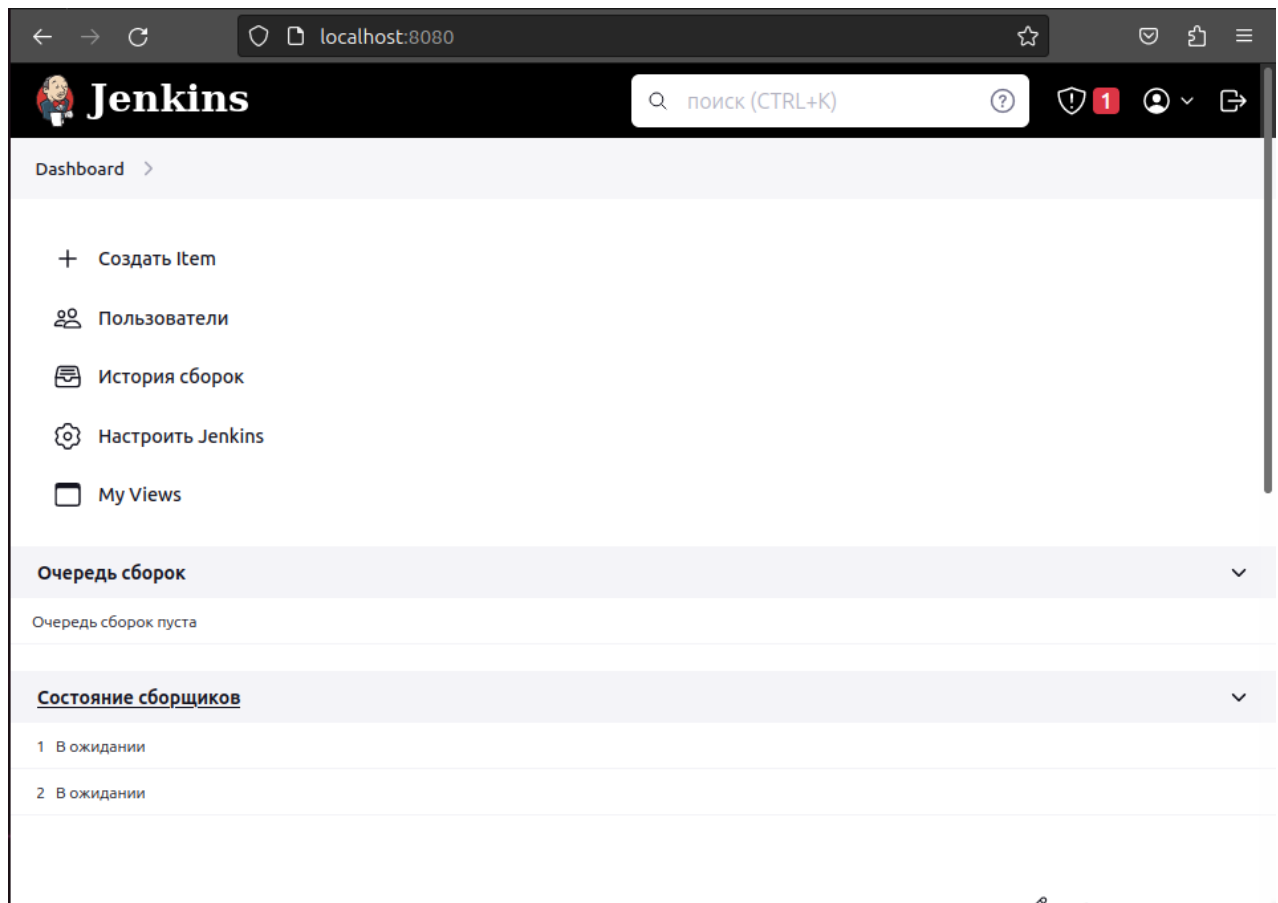 localhost:8080
Jenkins
поиск (CTRL+K)
1
Dashboard
Создать Item
Пользователи
История сборок
Настроить Jenkins
My Views
Очередь сборок
Очередь сборок пуста
Состояние сборщиков
1 В ожидании
2 В ожидании